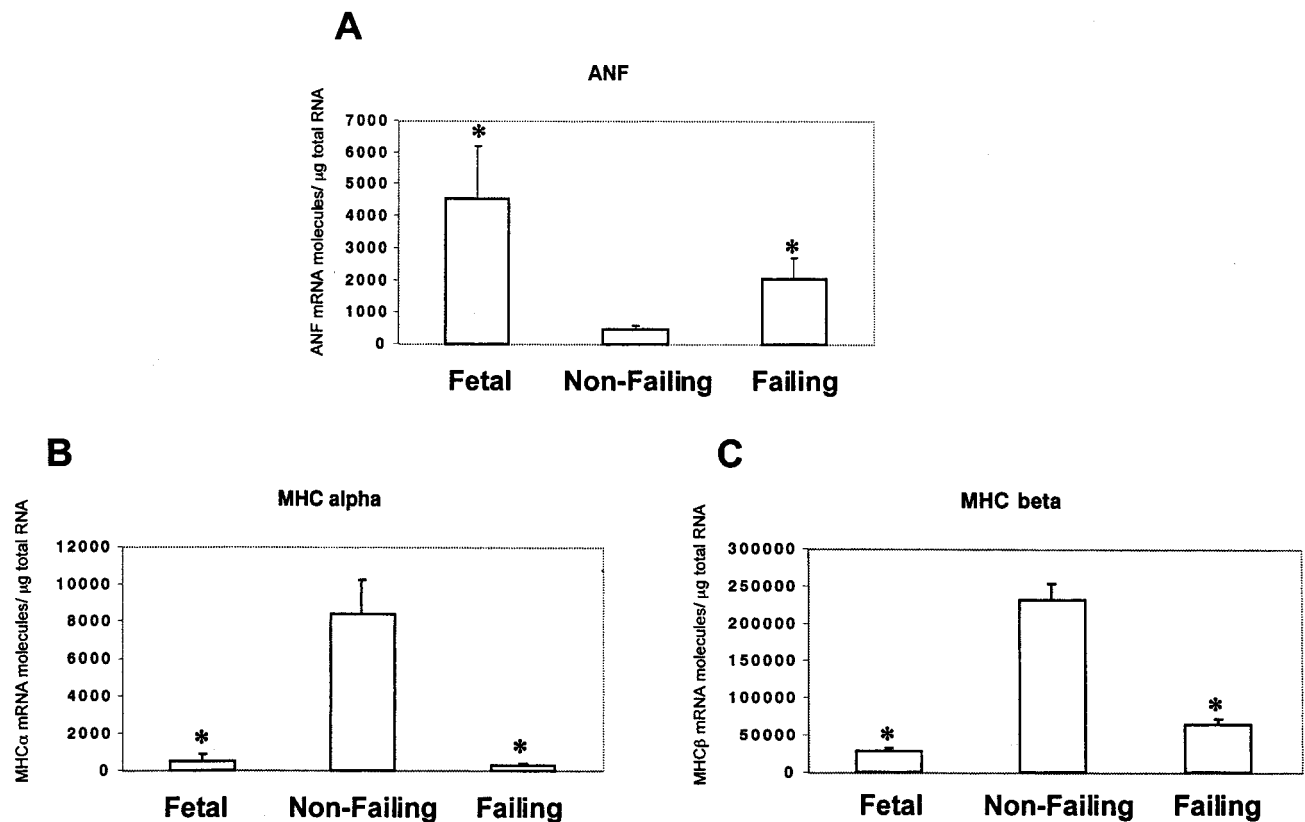 A
ANF
ANF mRNA molecules/ µg total RNA
7000
6000
5000
4000
3000
2000
1000
0
*
*
Fetal Non-Failing Failing
B
MHC alpha
MHCα mRNA molecules/ µg total RNA
12000
10000
8000
6000
4000
2000
0
*
*
Fetal Non-Failing Failing
C
MHC beta
MHCβ mRNA molecules/ µg total RNA
300000
250000
200000
150000
100000
50000
0
*
*
Fetal Non-Failing Failing